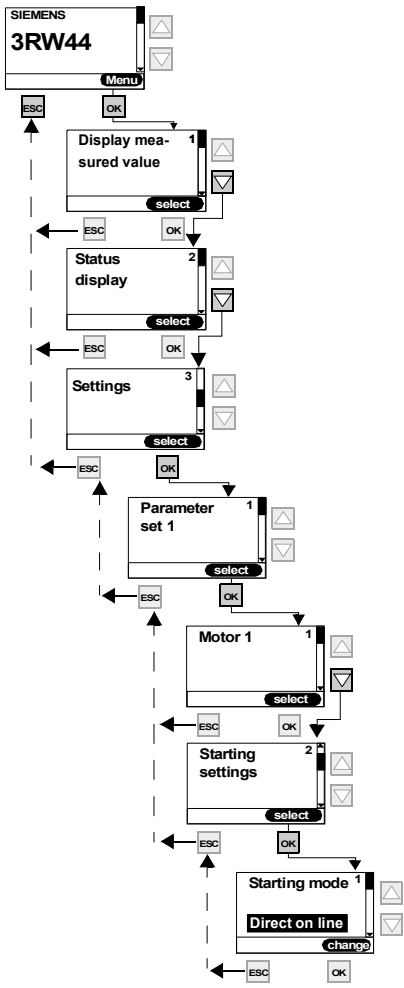 SIEMENS
3RW44
Menu
ESC
OK
Display mea-
1
sured value
select
ESC
OK
Status
2
display
select
ESC
OK
3
Settings
select
ESC
OK
Parameter
1
set 1
select
ESC
OK
Motor 1
1
select
ESC
OK
Starting
2
settings
select
ESC
OK
Starting mode
1
Direct on line
change
ESC
OK